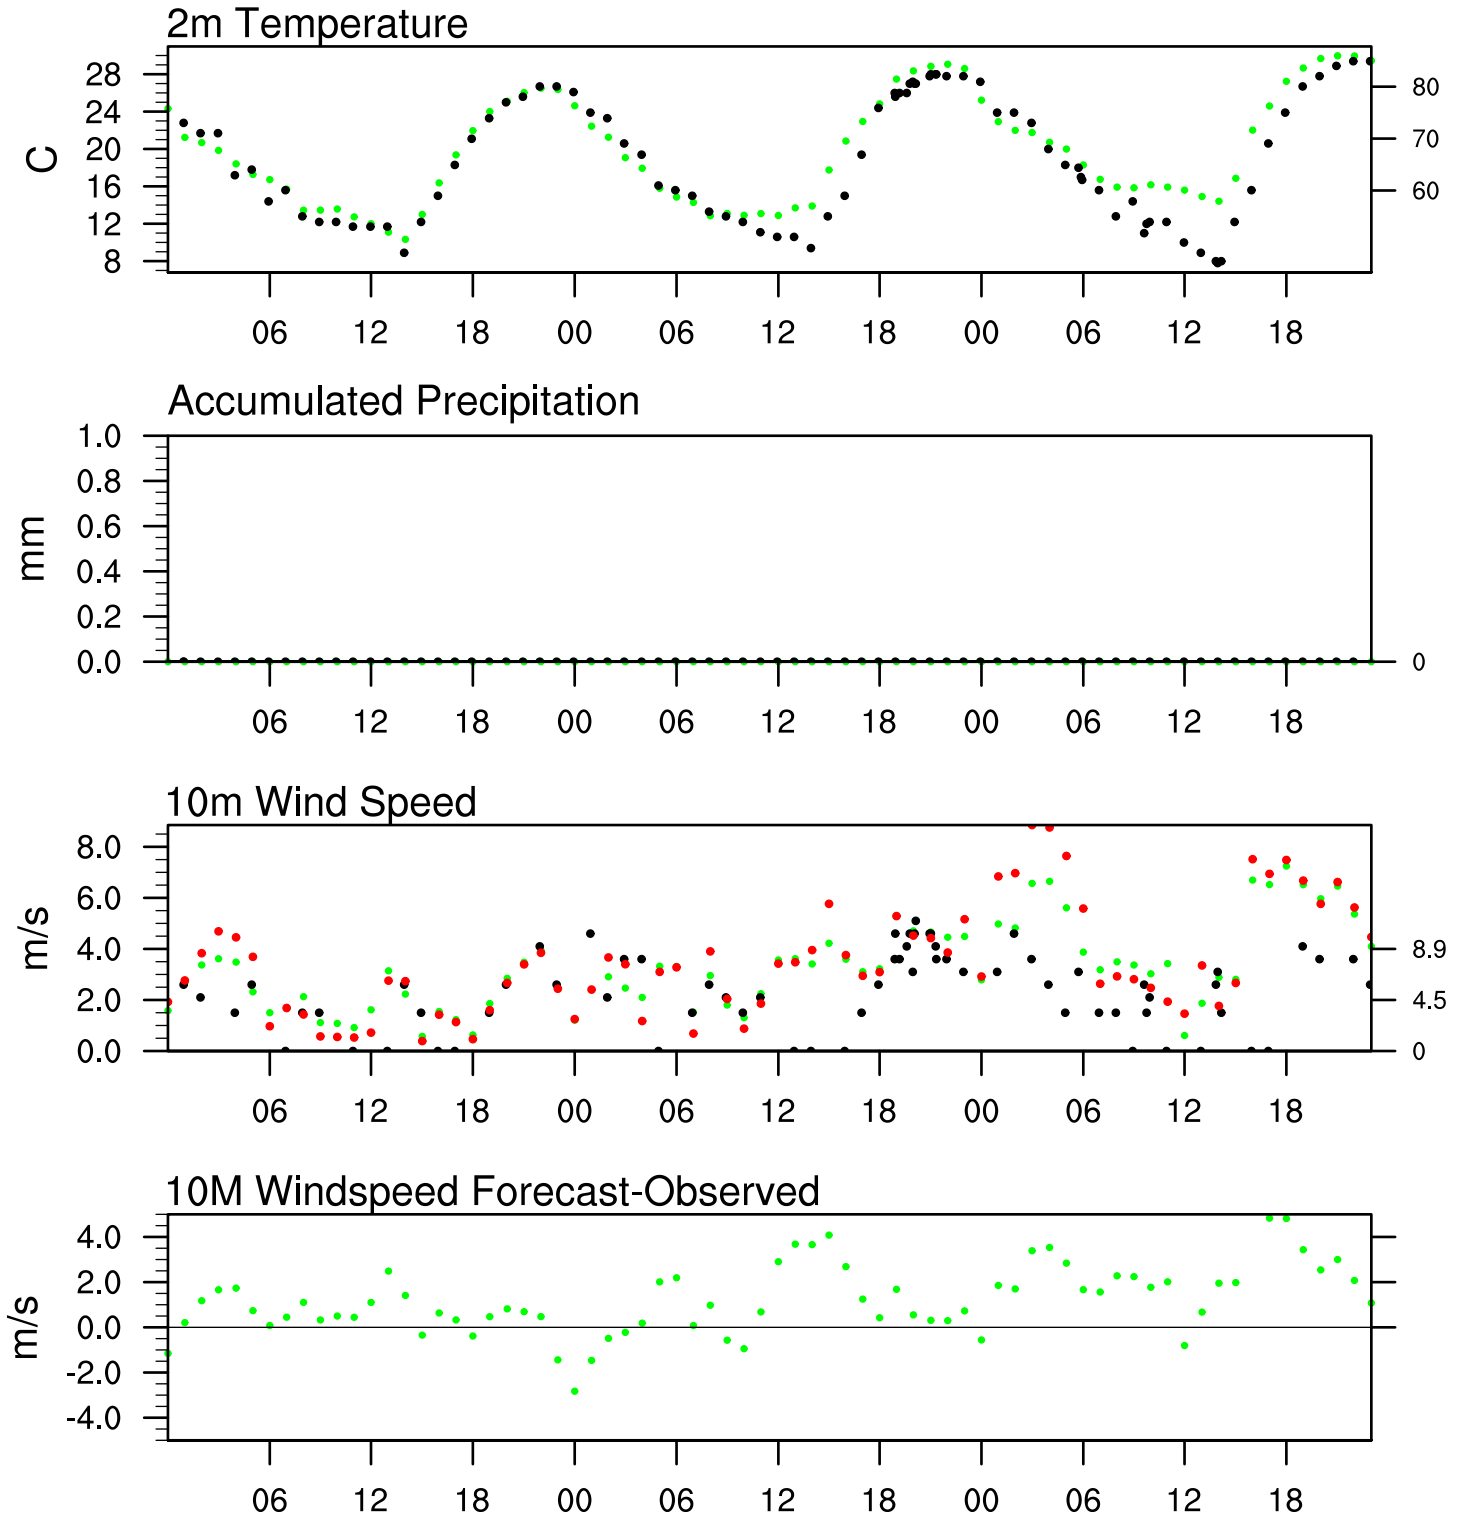 2m Temperature
28
24
20
16
12
8
C
80
70
60
06 12 18 00 06 12 18 00 06 12 18
Accumulated Precipitation
1.0
0.8
0.6
0.4
0.2
0.0
mm
0
06 12 18 00 06 12 18 00 06 12 18
10m Wind Speed
8.0
6.0
4.0
2.0
0.0
m/s
8.9
4.5
0
06 12 18 00 06 12 18 00 06 12 18
10M Windspeed Forecast-Observed
4.0
2.0
0.0
-2.0
-4.0
m/s
06 12 18 00 06 12 18 00 06 12 18